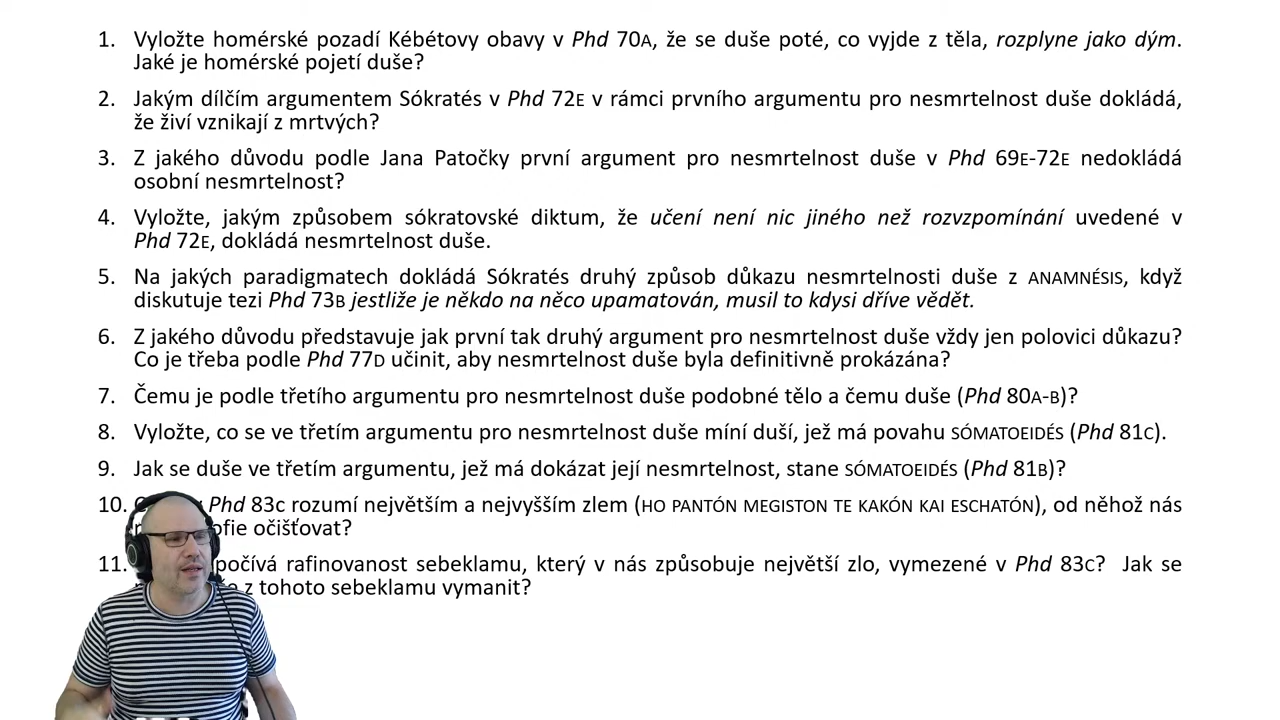 1. Vyložte homérské pozadí Kébétovy obavy v Phd 70A, že se duše poté, co vyjde z těla, rozplyne jako dým.
Jaké je homérské pojetí duše?
2. Jakým dílčím argumentem Sókratés v Phd 72E v rámci prvního argumentu pro nesmrtelnost duše dokládá,
že živí vznikají z mrtvých?
3. Z jakého důvodu podle Jana Patočky první argument pro nesmrtelnost duše v Phd 69E-72E nedokládá
osobní nesmrtelnost?
4. Vyložte, jakým způsobem sókratovské diktum, že učení není nic jiného než rozvzpomínání uvedené v
Phd 72E, dokládá nesmrtelnost duše.
5. Na jakých paradigmatech dokládá Sókratés druhý způsob důkazu nesmrtelnosti duše z ANAMNÉSIS, když
diskutuje tezi Phd 73B jestliže je někdo na něco upamatován, musil to kdysi dříve vědět.
6. Z jakého důvodu představuje jak první tak druhý argument pro nesmrtelnost duše vždy jen polovici důkazu?
Co je třeba podle Phd 77D učinit, aby nesmrtelnost duše byla definitivně prokázána?
7. Čemu je podle třetího argumentu pro nesmrtelnost duše podobné tělo a čemu duše (Phd 80A-B)?
8. Vyložte, co se ve třetím argumentu pro nesmrtelnost duše míní duší, jež má povahu SÓMATOEIDÉS (Phd 81C).
9. Jak se duše ve třetím argumentu, jež má dokázat její nesmrtelnost, stane SÓMATOEIDÉS (Phd 81B)?
10. Phd 83c rozumí největším a nejvyšším zlem (HO PANTÓN MEGISTON TE KAKÓN KAI ESCHATÓN), od něhož nás
očišťovat?
11. rafinovanost sebeklamu, který v nás způsobuje největší zlo, vymezené v Phd 83C? Jak se
z tohoto sebeklamu vymanit?